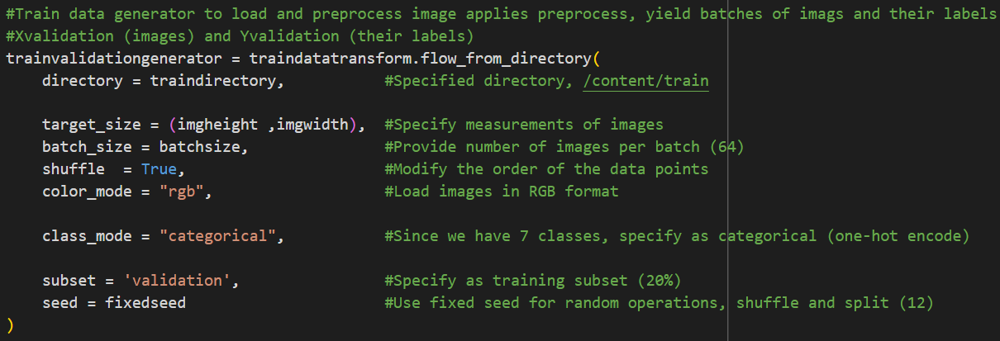 #Train data generator to load and preprocess image applies preprocess, yield batches of imags and their labels
#Xvalidation (images) and Yvalidation (their labels)
trainvalidationgenerator = traindatatransform.flow_from_directory(
    directory = traindirectory,           #Specified directory, /content/train
    target_size = (imgheight ,imgwidth),  #Specify measurements of images
    batch_size = batchsize,               #Provide number of images per batch (64)
    shuffle  = True,                      #Modify the order of the data points
    color_mode = "rgb",                   #Load images in RGB format
    class_mode = "categorical",           #Since we have 7 classes, specify as categorical (one-hot encode)
    subset = 'validation',                #Specify as training subset (20%)
    seed = fixedseed                      #Use fixed seed for random operations, shuffle and split (12)
)